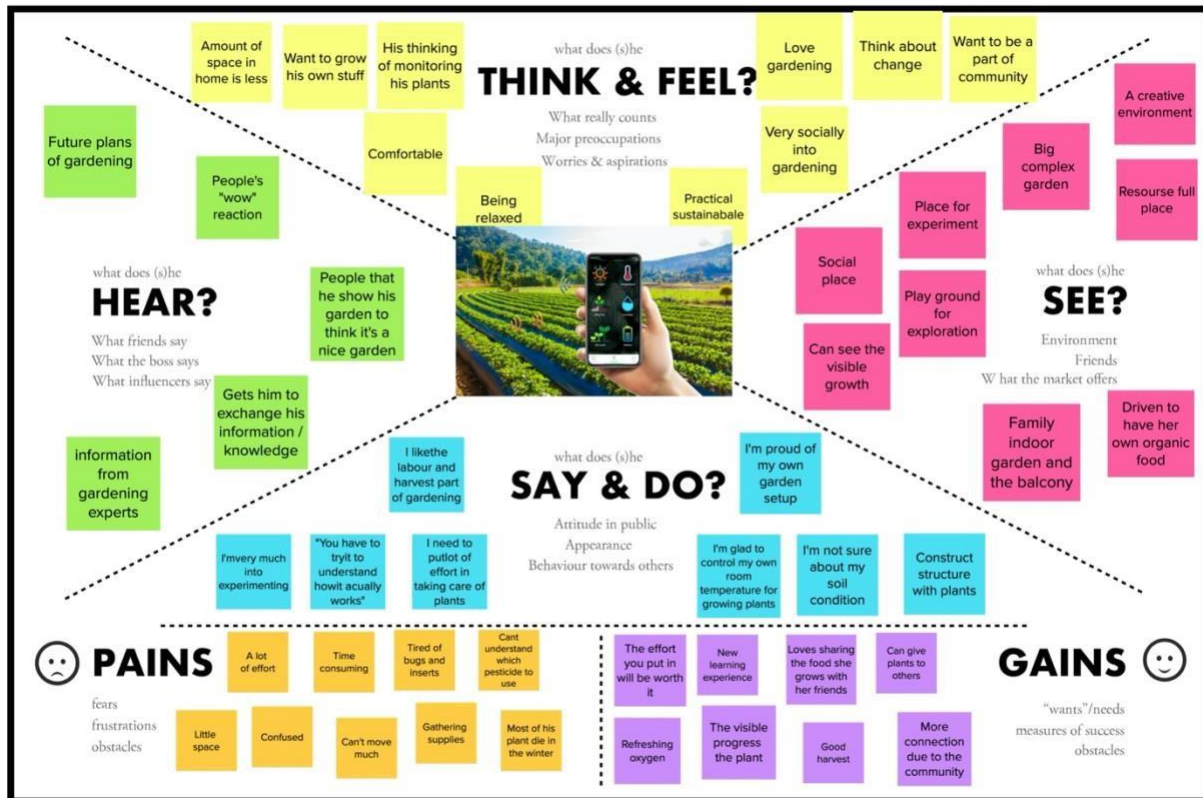 Amount of
space in
home is less
Want to grow
his own stuff
His thinking
of monitoring
his plants
Comfortable
Being
relaxed
what does (s)he
THINK & FEEL?
What really counts
Major preoccupations
Worries & aspirations
Love
gardening
Think about
change
Want to be a
part of
community
Very socially
into
gardening
Practical
sustainabale
Future plans
of gardening
People's
"wow"
reaction
what does (s)he
HEAR?
What friends say
What the boss says
What influencers say
People that
he show his
garden to
think it's a
nice garden
Gets him to
exchange his
information /
knowledge
information
from
gardening
experts
A creative
environment
Big
complex
garden
Resourse full
place
Place for
experiment
Social
place
Play ground
for
exploration
Can see the
visible
growth
what does (s)he
SEE?
Environment
Friends
W hat the market offers
Family
indoor
garden and
the balcony
Driven to
have her
own organic
food
I likethe
labour and
harvest part
of gardening
what does (s)he
SAY & DO?
Attitude in public
Appearance
Behaviour towards others
I'm proud of
my own
garden
setup
I'mvery much
into
experimenting
"You have to
tryit to
understand
howit acually
works"
I need to
putlot of
effort in
taking care of
plants
I'm glad to
control my own
room
temperature for
growing plants
I'm not sure
about my
soil
condition
Construct
structure
with plants
PAINS
fears
frustrations
obstacles
A lot
of effort
Time
consuming
Tired of
bugs and
inserts
Cant
understand
which
pesticide to
use
Little
space
Confused
Can't move
much
Gathering
supplies
Most of his
plant die in
the winter
The effort
you put in
will be worth
it
New
learning
experience
Loves sharing
the food she
grows with
her friends
Can give
plants to
others
Refreshing
oxygen
The visible
progress
the plant
Good
harvest
More
connection
due to the
community
GAINS
"wants"/needs
measures of success
obstacles